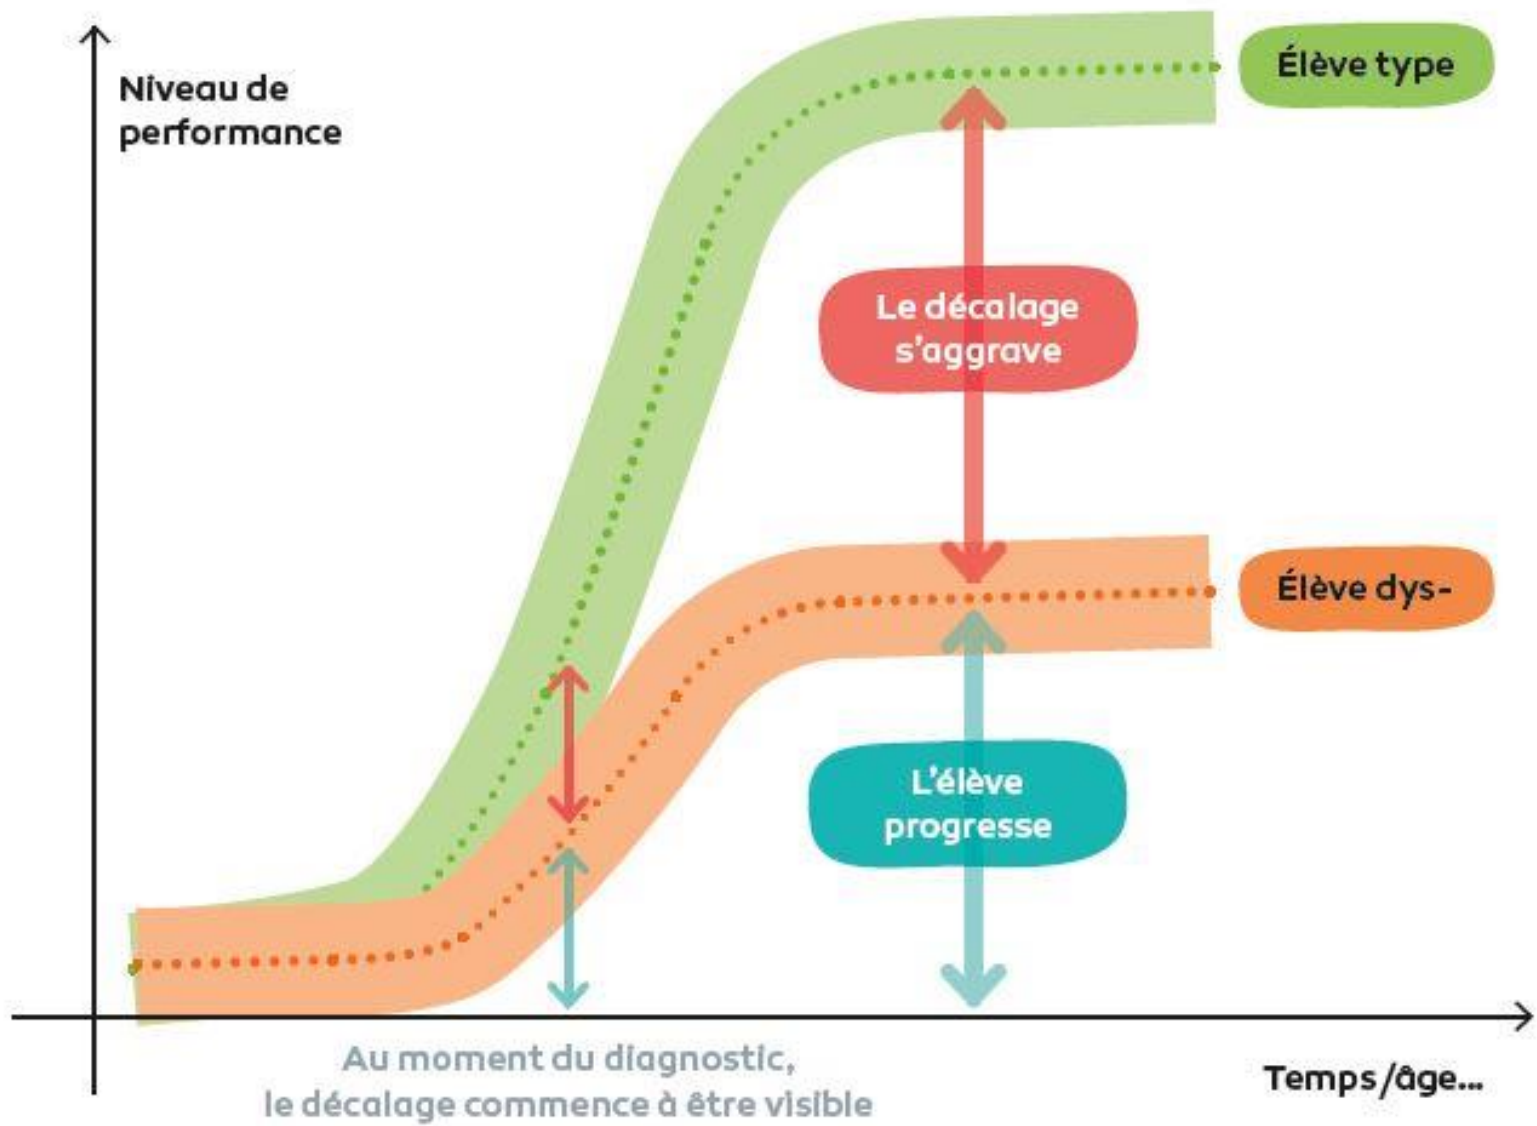 Niveau de
performance
Élève type
Le décalage
s'aggrave
Élève dys-
L'élève
progresse
Au moment du diagnostic,
le décalage commence à être visible
Temps/âge...